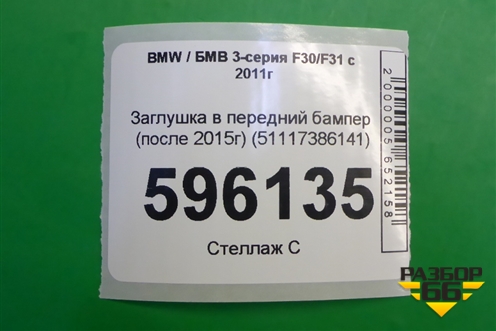 BMW / БМВ 3-серия F30/F31 с
2011г
Заглушка в передний бампер
(после 2015г) (51117386141)
596135
Стеллаж С
2000005652158
РАЗБОР
66